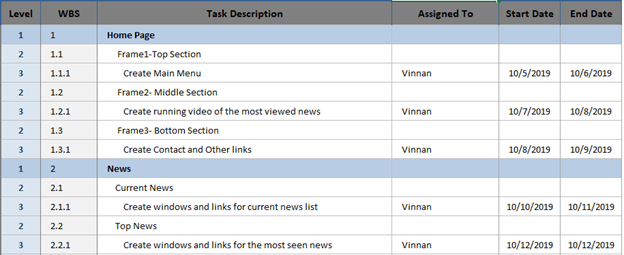 Level WBS Task Description Assigned To Start Date End Date
1 1 Home Page
2 1.1 Frame1-Top Section
3 1.1.1 Create Main Menu Vinnan 10/5/2019 10/6/2019
2 1.2 Frame2- Middle Section
3 1.2.1 Create running video of the most viewed news Vinnan 10/7/2019 10/8/2019
2 1.3 Frame3- Bottom Section
3 1.3.1 Create Contact and Other links Vinnan 10/8/2019 10/9/2019
1 2 News
2 2.1 Current News
3 2.1.1 Create windows and links for current news list Vinnan 10/10/2019 10/11/2019
2 2.2 Top News
3 2.2.1 Create windows and links for the most seen news Vinnan 10/12/2019 10/12/2019